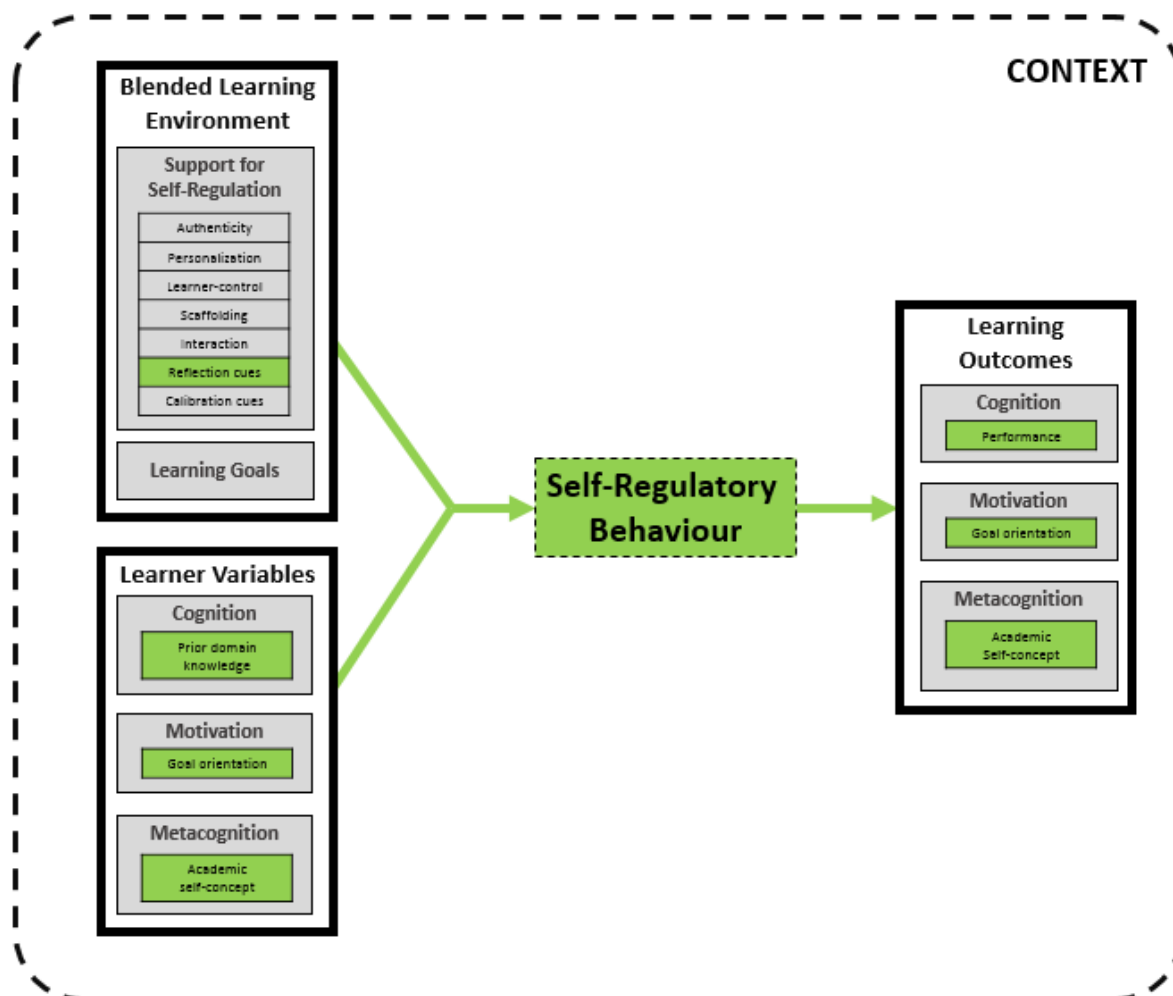 CONTEXT
Blended Learning
Environment
Support for
Self-Regulation
Authenticity
Personalization
Learner-control
Scaffolding
Interaction
Reflection cues
Calibration cues
Learning Goals
Learner Variables
Cognition
Prior domain
knowledge
Motivation
Goal orientation
Metacognition
Academic
self-concept
Self-Regulatory
Behaviour
Learning
Outcomes
Cognition
Performance
Motivation
Goal orientation
Metacognition
Academic
Self-concept